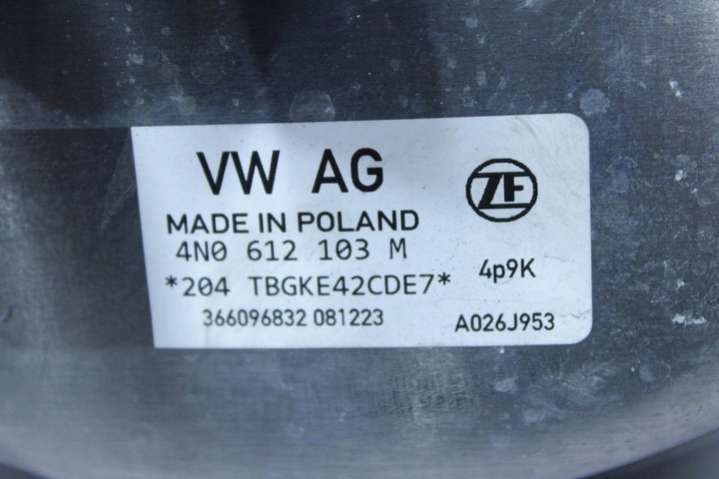 VW AG
ZF
MADE IN POLAND
4N0 612 103 M
*204 TBGKE42CDE7*
4p9K
366096832 081223
A026J953